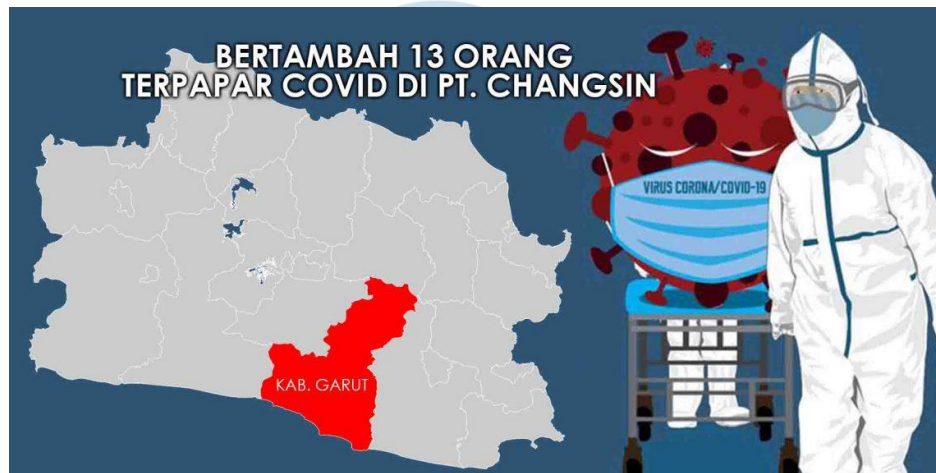 BERTAMBAH 13 ORANG
TERPAPAR COVID DI PT. CHANGSIN
VIRUS CORONA/COVID-19
KAB. GARUT